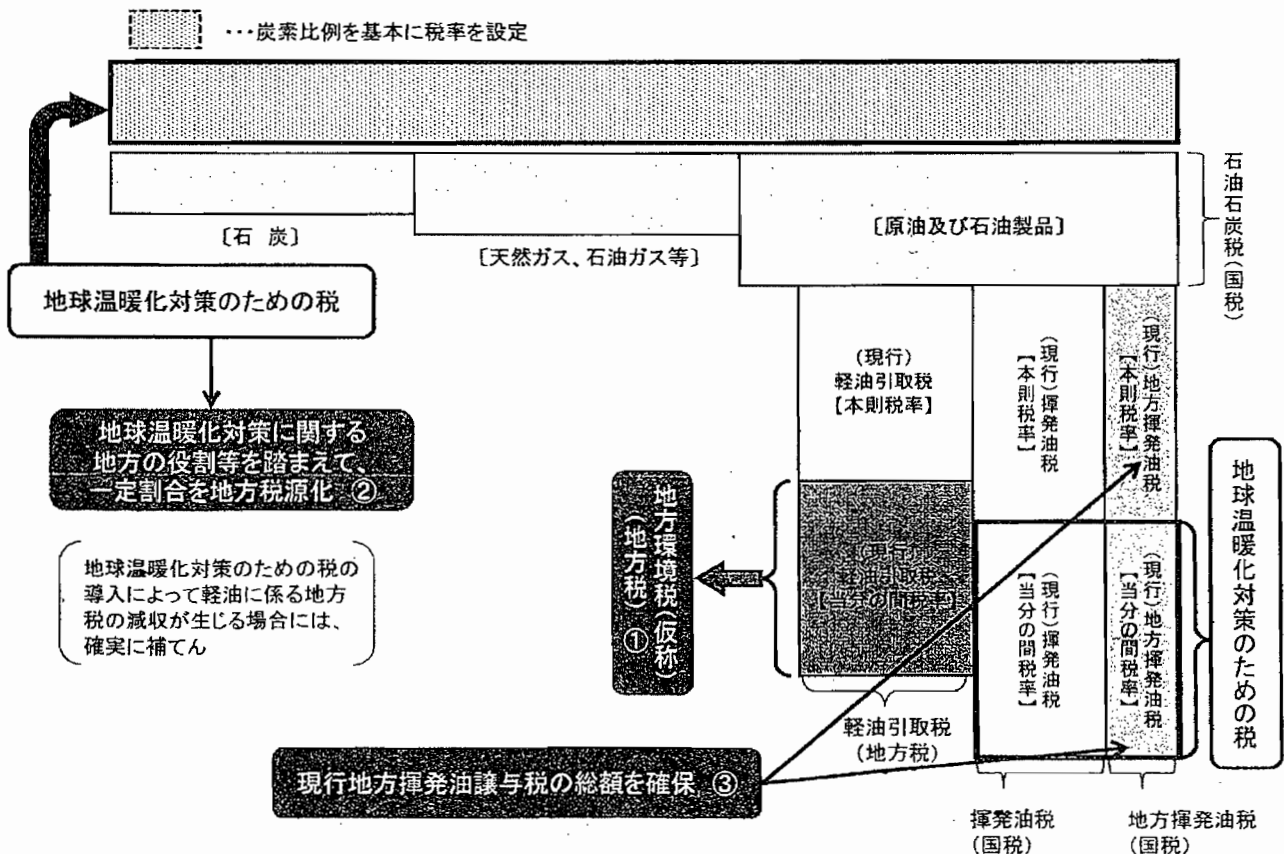 …炭素比例を基本に税率を設定
〔石 炭〕
〔天然ガス、石油ガス等〕
〔原油及び石油製品〕
石油石炭税(国税)
地球温暖化対策のための税
地球温暖化対策に関する
地方の役割等を踏まえて、
一定割合を地方税源化 ②
地球温暖化対策のための税の
導入によって軽油に係る地方
税の減収が生じる場合には、
確実に補てん
(現行)
軽油引取税
【本則税率】
(現行)揮発油税
【本則税率】
(現行)地方揮発油税
【本則税率】
地方環境税(仮称)
(地方税) ①
(現行)
軽油引取税
【当分の間税率】
(現行)揮発油税
【当分の間税率】
(現行)地方揮発油税
【当分の間税率】
地球温暖化対策のための税
軽油引取税
(地方税)
現行地方揮発油譲与税の総額を確保 ③
揮発油税
(国税)
地方揮発油税
(国税)